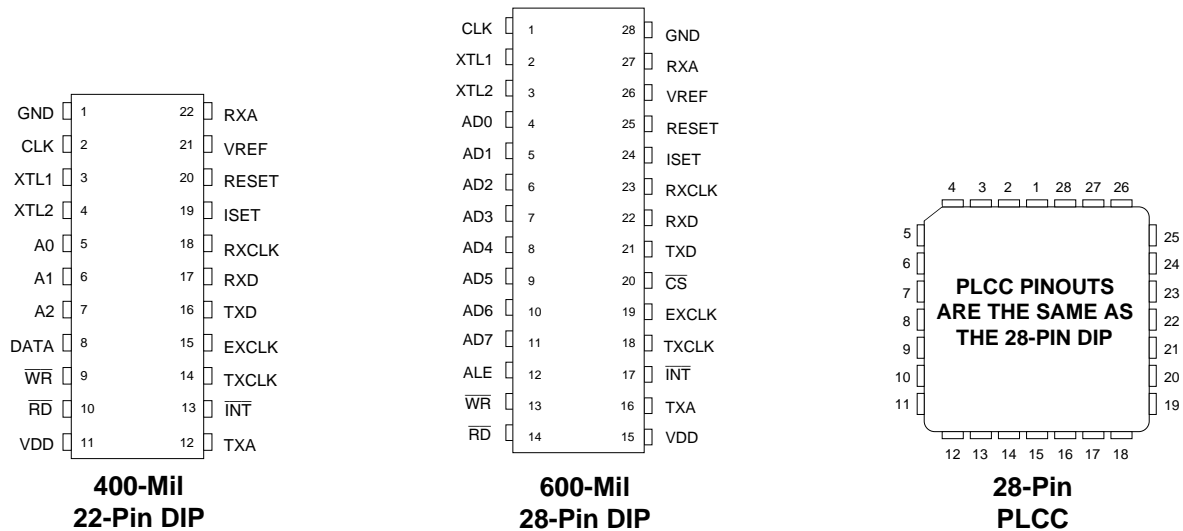 GND 1 22 RXA
CLK 2 21 VREF
XTL1 3 20 RESET
XTL2 4 19 ISET
A0 5 18 RXCLK
A1 6 17 RXD
A2 7 16 TXD
DATA 8 15 EXCLK
WR 9 14 TXCLK
RD 10 13 INT
VDD 11 12 TXA
400-Mil
22-Pin DIP
CLK 1 28 GND
XTL1 2 27 RXA
XTL2 3 26 VREF
AD0 4 25 RESET
AD1 5 24 ISET
AD2 6 23 RXCLK
AD3 7 22 RXD
AD4 8 21 TXD
AD5 9 20 CS
AD6 10 19 EXCLK
AD7 11 18 TXCLK
ALE 12 17 INT
WR 13 16 TXA
RD 14 15 VDD
600-Mil
28-Pin DIP
4 3 2 1 28 27 26
5 25
6 24
7 23
8 22
9 21
10 20
11 19
PLCC PINOUTS
ARE THE SAME AS
THE 28-PIN DIP
12 13 14 15 16 17 18
28-Pin
PLCC